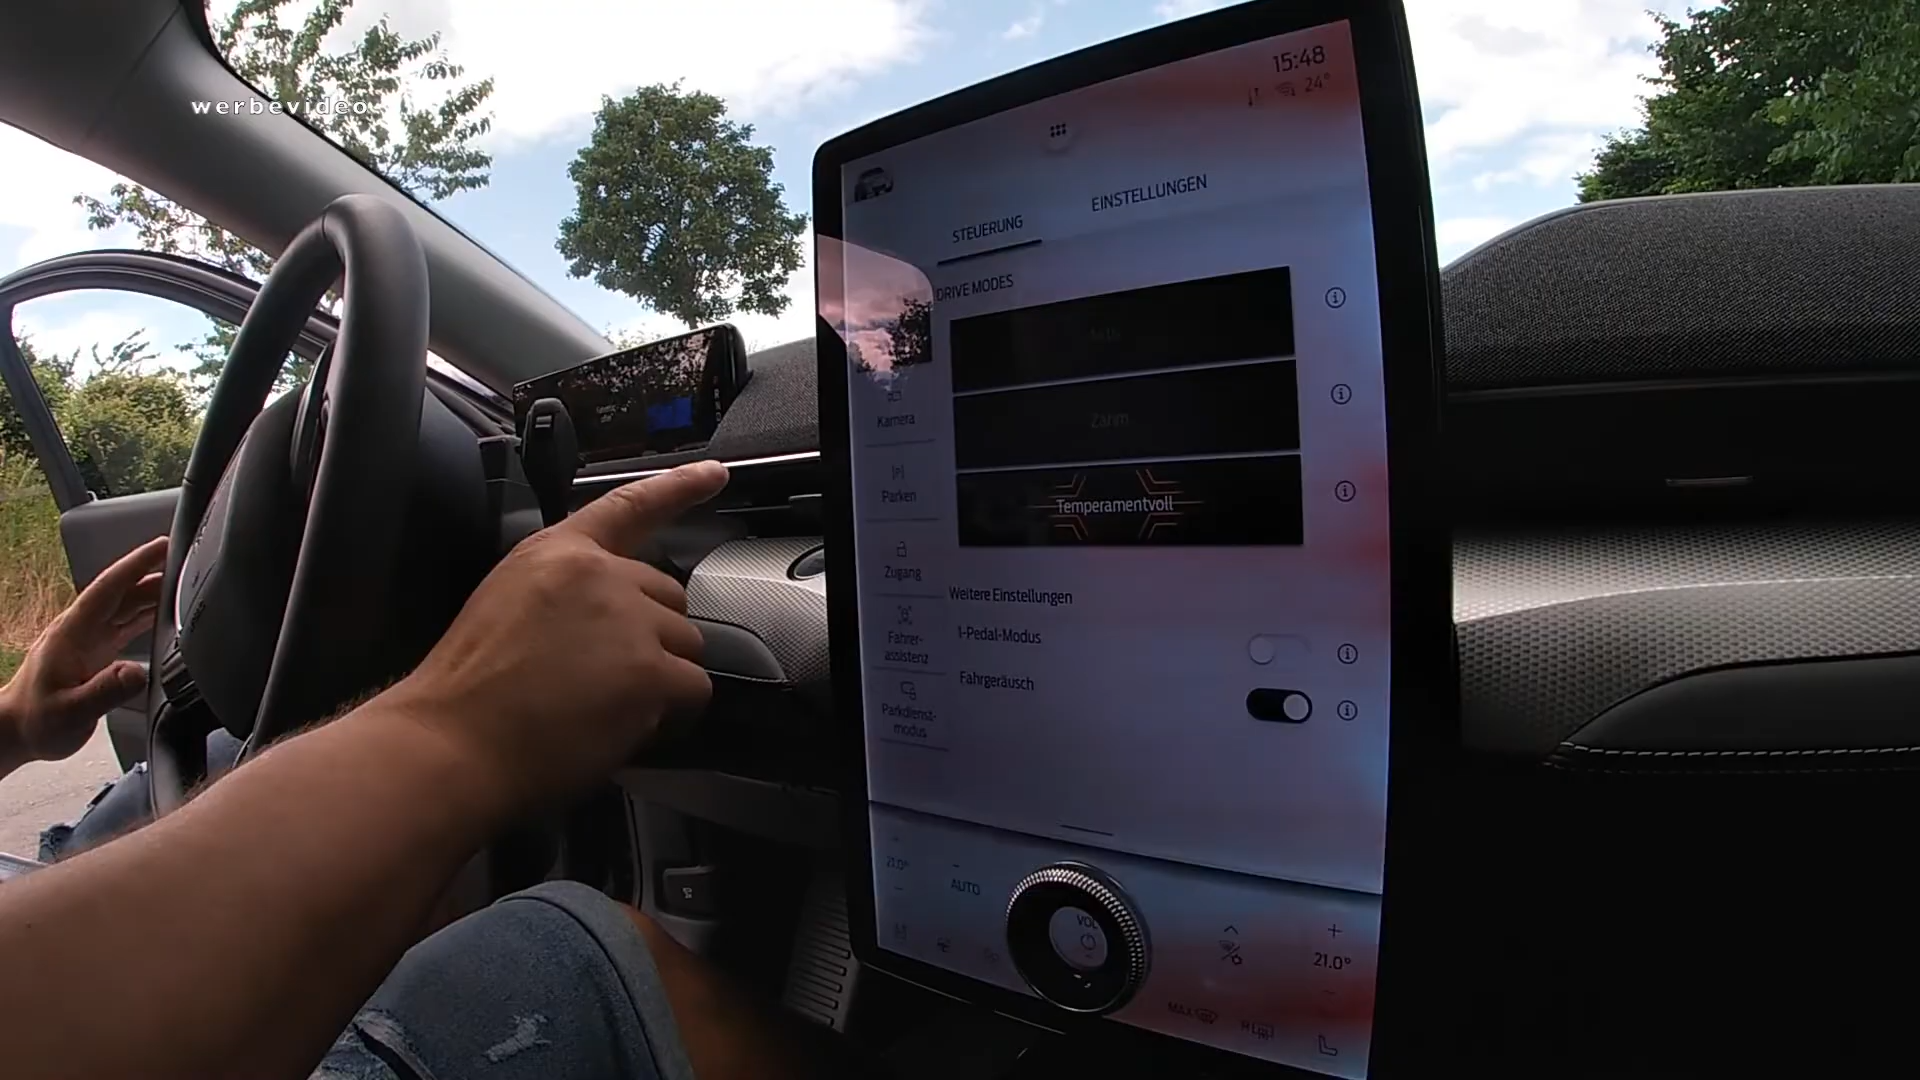 werbevideo
15:48
24°
EINSTELLUNGEN
STEUERUNG
DRIVE MODES
Zahm
Temperamentvoll
Kamera
Parken
Zugang
Fahrer-
assistenz
Parkdienst-
modus
Weitere Einstellungen
1-Pedal-Modus
Fahrgeräusch
21.0°
AUTO
VOL
21.0°
MAX
R